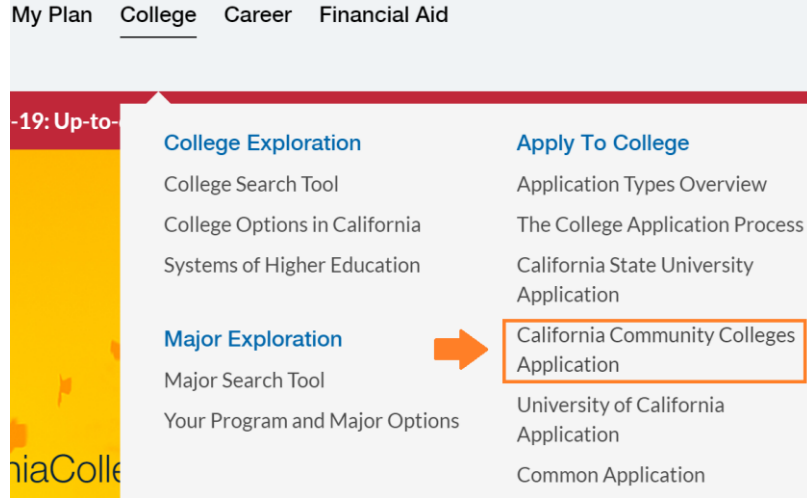 My Plan College Career Financial Aid
-19: Up-to-
College Exploration
College Search Tool
College Options in California
Systems of Higher Education
Major Exploration
Major Search Tool
Your Program and Major Options
Apply To College
Application Types Overview
The College Application Process
California State University
Application
California Community Colleges
Application
University of California
Application
Common Application
niaColle